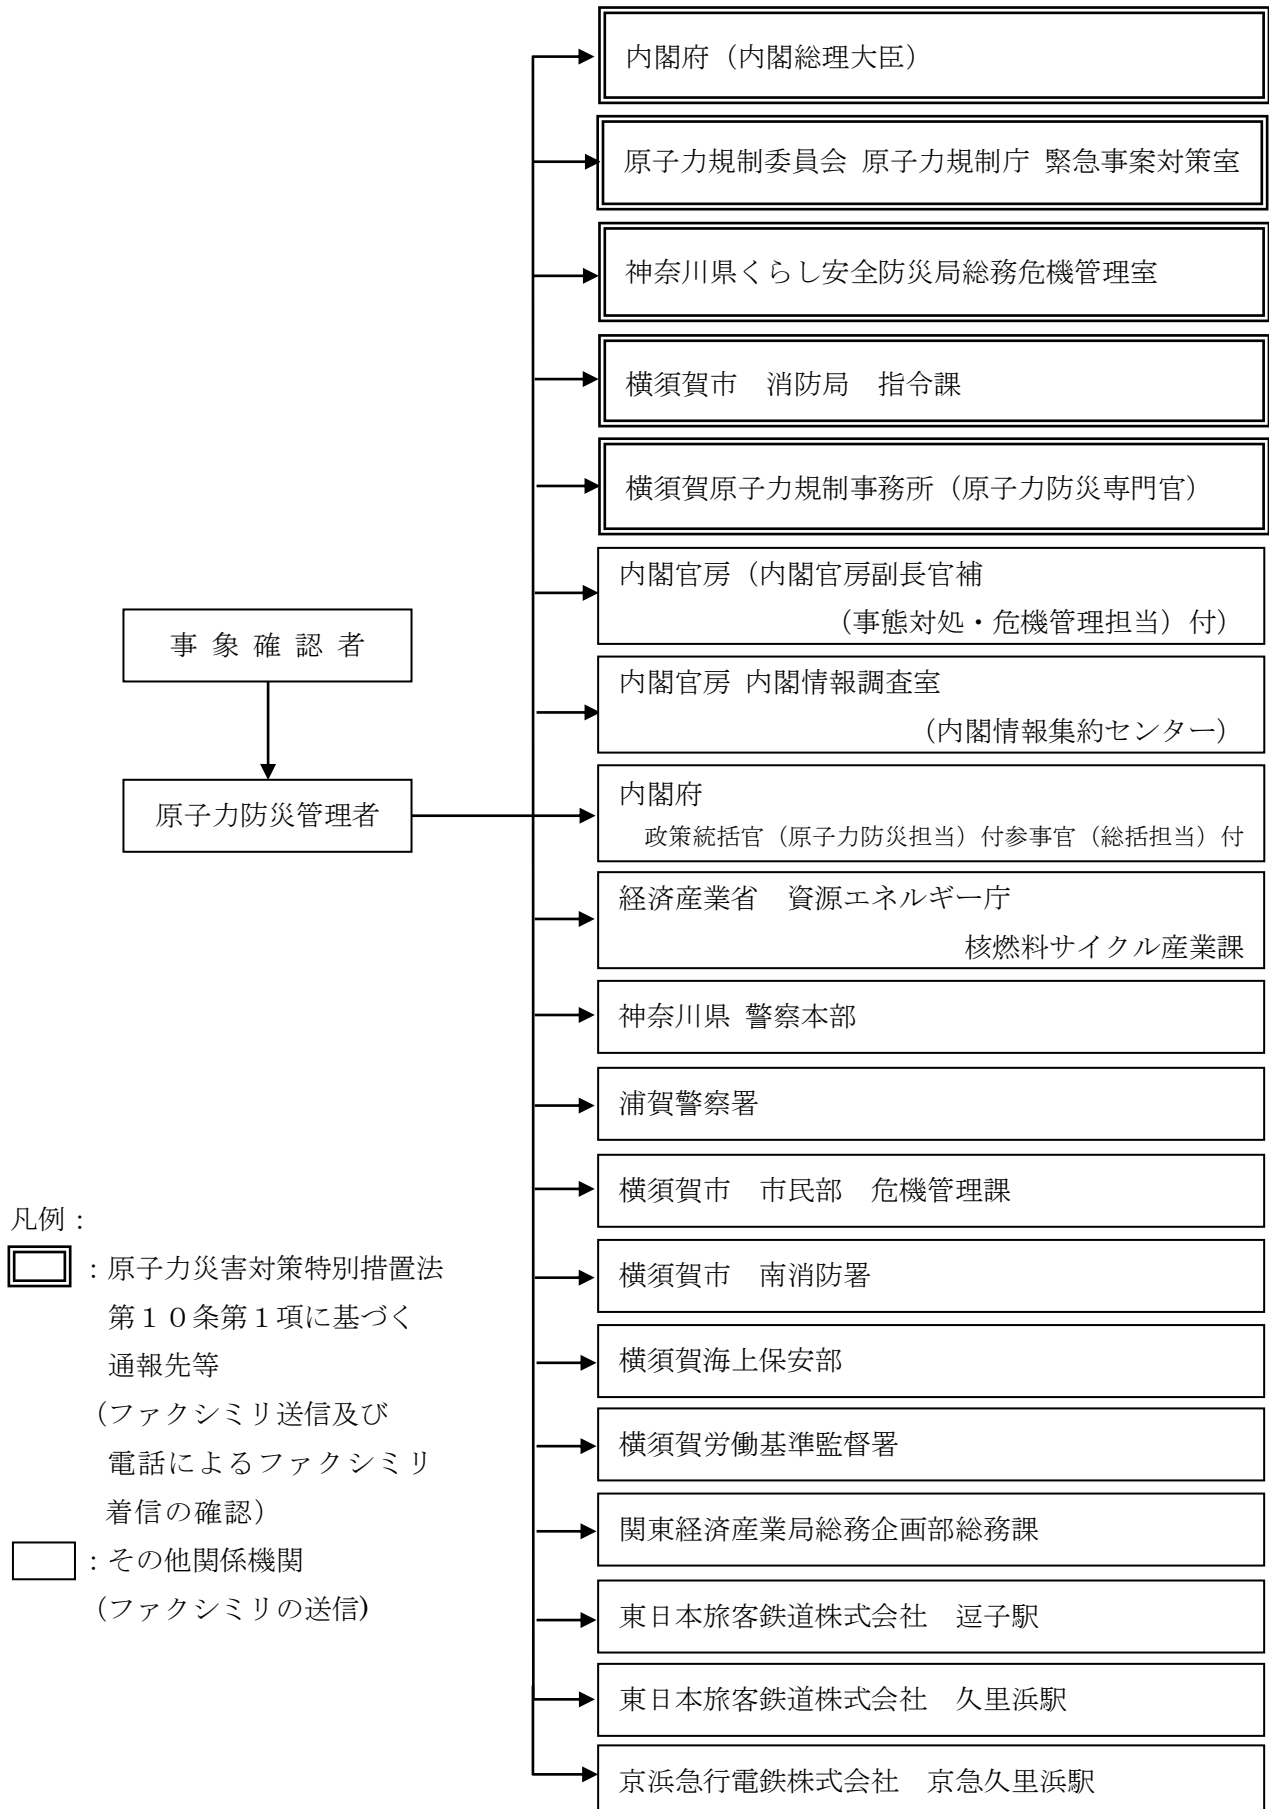 内閣府（内閣総理大臣）
原子力規制委員会 原子力規制庁 緊急事案対策室
神奈川県くらし安全防災局総務危機管理室
横須賀市　消防局　指令課
横須賀原子力規制事務所（原子力防災専門官）
内閣官房（内閣官房副長官補
（事態対処・危機管理担当）付）
内閣官房 内閣情報調査室
（内閣情報集約センター）
内閣府
政策統括官（原子力防災担当）付参事官（総括担当）付
経済産業省　資源エネルギー庁
核燃料サイクル産業課
神奈川県 警察本部
浦賀警察署
横須賀市　市民部　危機管理課
横須賀市　南消防署
横須賀海上保安部
横須賀労働基準監督署
関東経済産業局総務企画部総務課
東日本旅客鉄道株式会社　逗子駅
東日本旅客鉄道株式会社　久里浜駅
京浜急行電鉄株式会社　京急久里浜駅
事 象 確 認 者
原子力防災管理者
凡例：
：原子力災害対策特別措置法
第１０条第１項に基づく
通報先等
（ファクシミリ送信及び
電話によるファクシミリ
着信の確認）
：その他関係機関
（ファクシミリの送信)